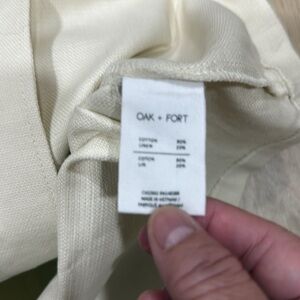 OAK + FORT
COTTON 80%
LINEN 20%
COTON 80%
LIN 20%
MADE IN VIETNAM /